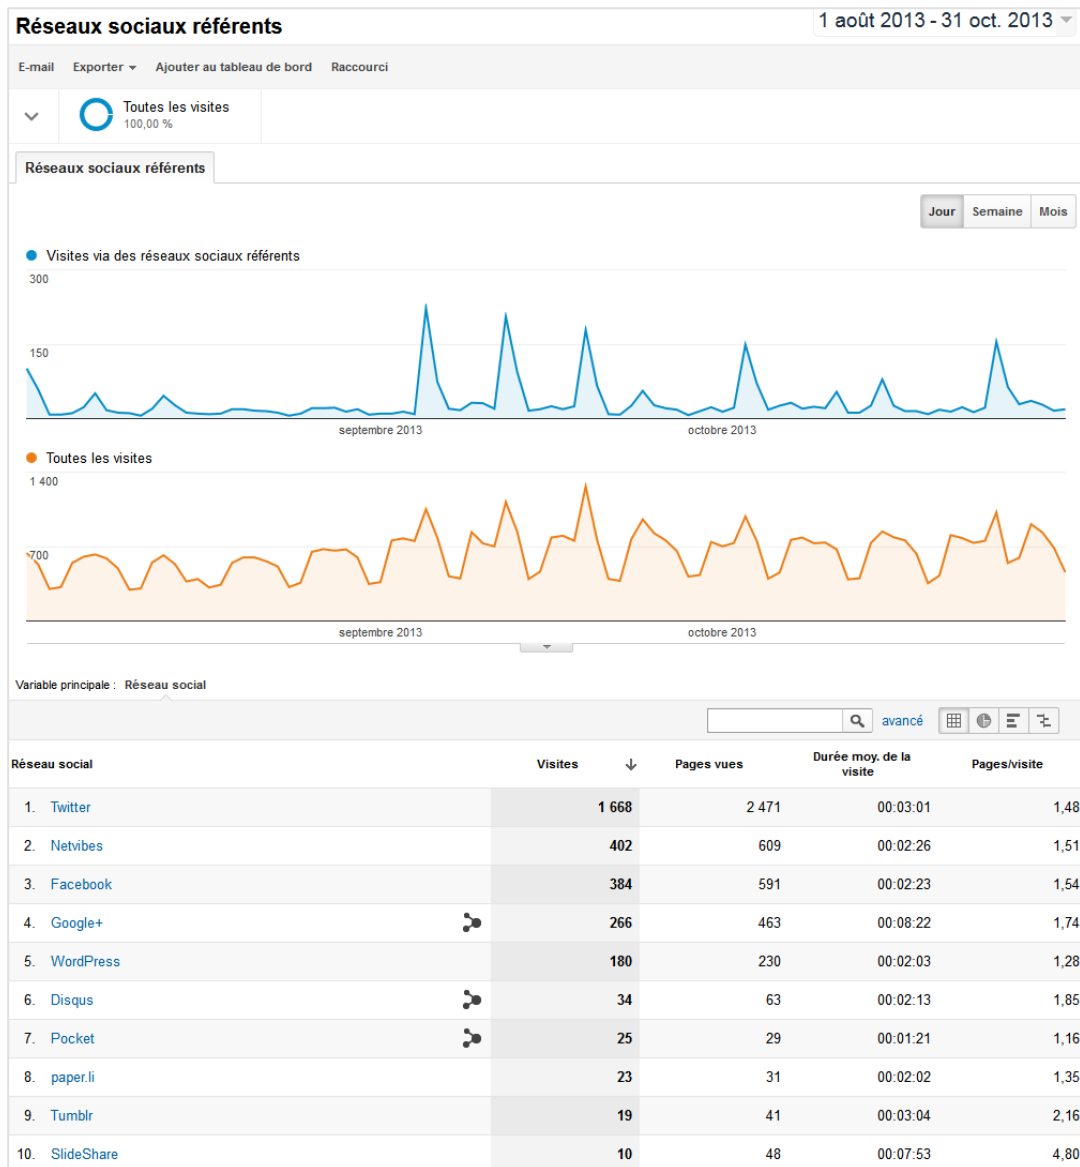 Réseaux sociaux référents
1 août 2013 - 31 oct. 2013
E-mail Exporter Ajouter au tableau de bord Raccourci
Toutes les visites
100,00 %
Réseaux sociaux référents
Jour Semaine Mois
Visites via des réseaux sociaux référents
300
150
septembre 2013 octobre 2013
Toutes les visites
1 400
700
septembre 2013 octobre 2013
Variable principale : Réseau social
avancé
Réseau social Visites Pages vues Durée moy. de la visite Pages/visite
1. Twitter 1 668 2 471 00:03:01 1,48
2. Netvibes 402 609 00:02:26 1,51
3. Facebook 384 591 00:02:23 1,54
4. Google+ 266 463 00:08:22 1,74
5. WordPress 180 230 00:02:03 1,28
6. Disqus 34 63 00:02:13 1,85
7. Pocket 25 29 00:01:21 1,16
8. paper.li 23 31 00:02:02 1,35
9. Tumblr 19 41 00:03:04 2,16
10. SlideShare 10 48 00:07:53 4,80